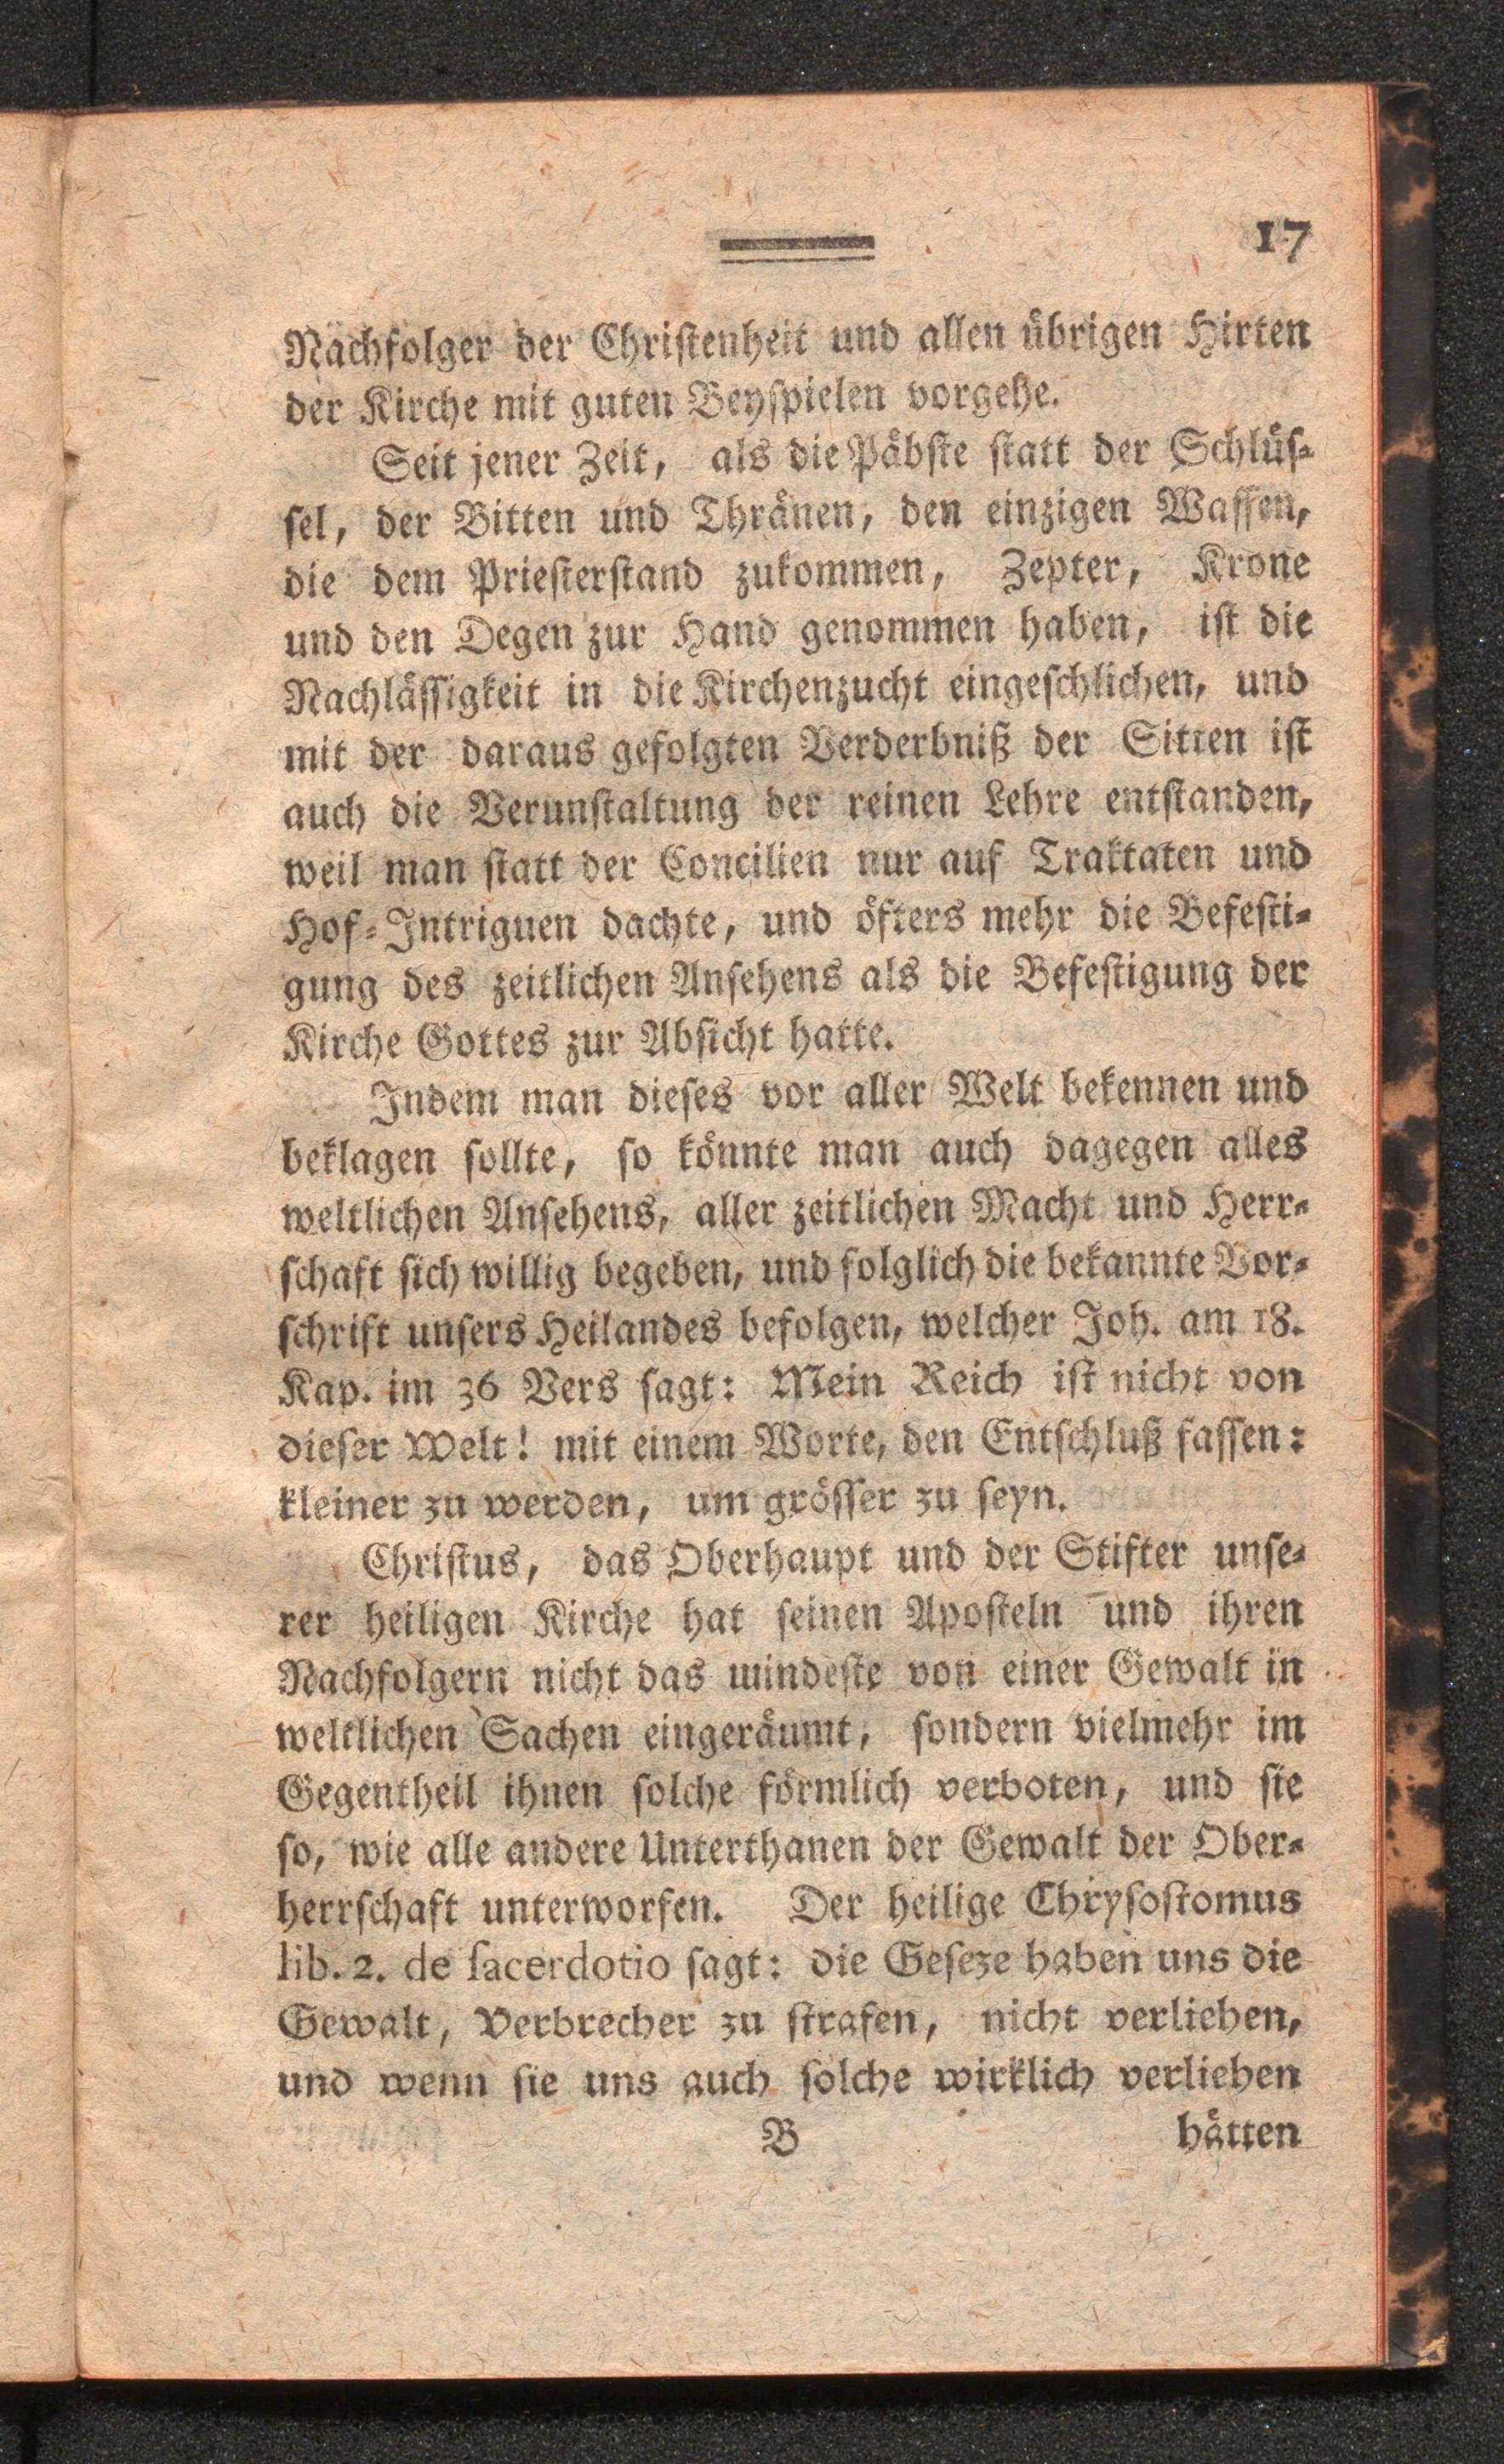 17
Nachfolger der Christenheit und allen übrigen Hirten
der Kirche mit guten Beyspielen vorgehe.
Seit jener Zeit, als die Päbste statt der Schlüs-
sel, der Bitten und Thränen, den einzigen Waffen,
die dem Priesterstand zukommen, Zepter, Krone
und den Degen zur Hand genommen haben, ist die
Nachlässigkeit in die Kirchenzucht eingeschlichen, und
mit der daraus gefolgten Verderbniß der Sitten ist
auch die Verunstaltung der reinen Lehre entstanden,
weil man statt der Concilien nur auf Traktaten und
Hof-Intriguen dachte, und öfters mehr die Befesti-
gung des zeitlichen Ansehens als die Befestigung der
Kirche Gottes zur Absicht hatte.
Indem man dieses vor aller Welt bekennen und
beklagen sollte, so könnte man auch dagegen alles
weltlichen Ansehens, aller zeitlichen Macht und Herr-
schaft sich willig begeben, und folglich die bekannte Vor-
schrift unsers Heilandes befolgen, welcher Joh. am 18.
Kap. im 36 Vers sagt: Mein Reich ist nicht von
dieser Welt! mit einem Worte, den Entschluß fassen:
kleiner zu werden, um grösser zu seyn.
Christus, das Oberhaupt und der Stifter unse-
rer heiligen Kirche hat seinen Aposteln und ihren
Nachfolgern nicht das mindeste von einer Gewalt in
weltlichen Sachen eingeräumt, sondern vielmehr im
Gegentheil ihnen solche förmlich verboten, und sie
so, wie alle andere Unterthanen der Gewalt der Ober-
herrschaft unterworfen. Der heilige Chrysostomus
lib. 2. de sacerdotio sagt: die Geseze haben uns die
Gewalt, Verbrecher zu strafen, nicht verliehen,
und wenn sie uns auch solche wirklich verliehen
B hätten